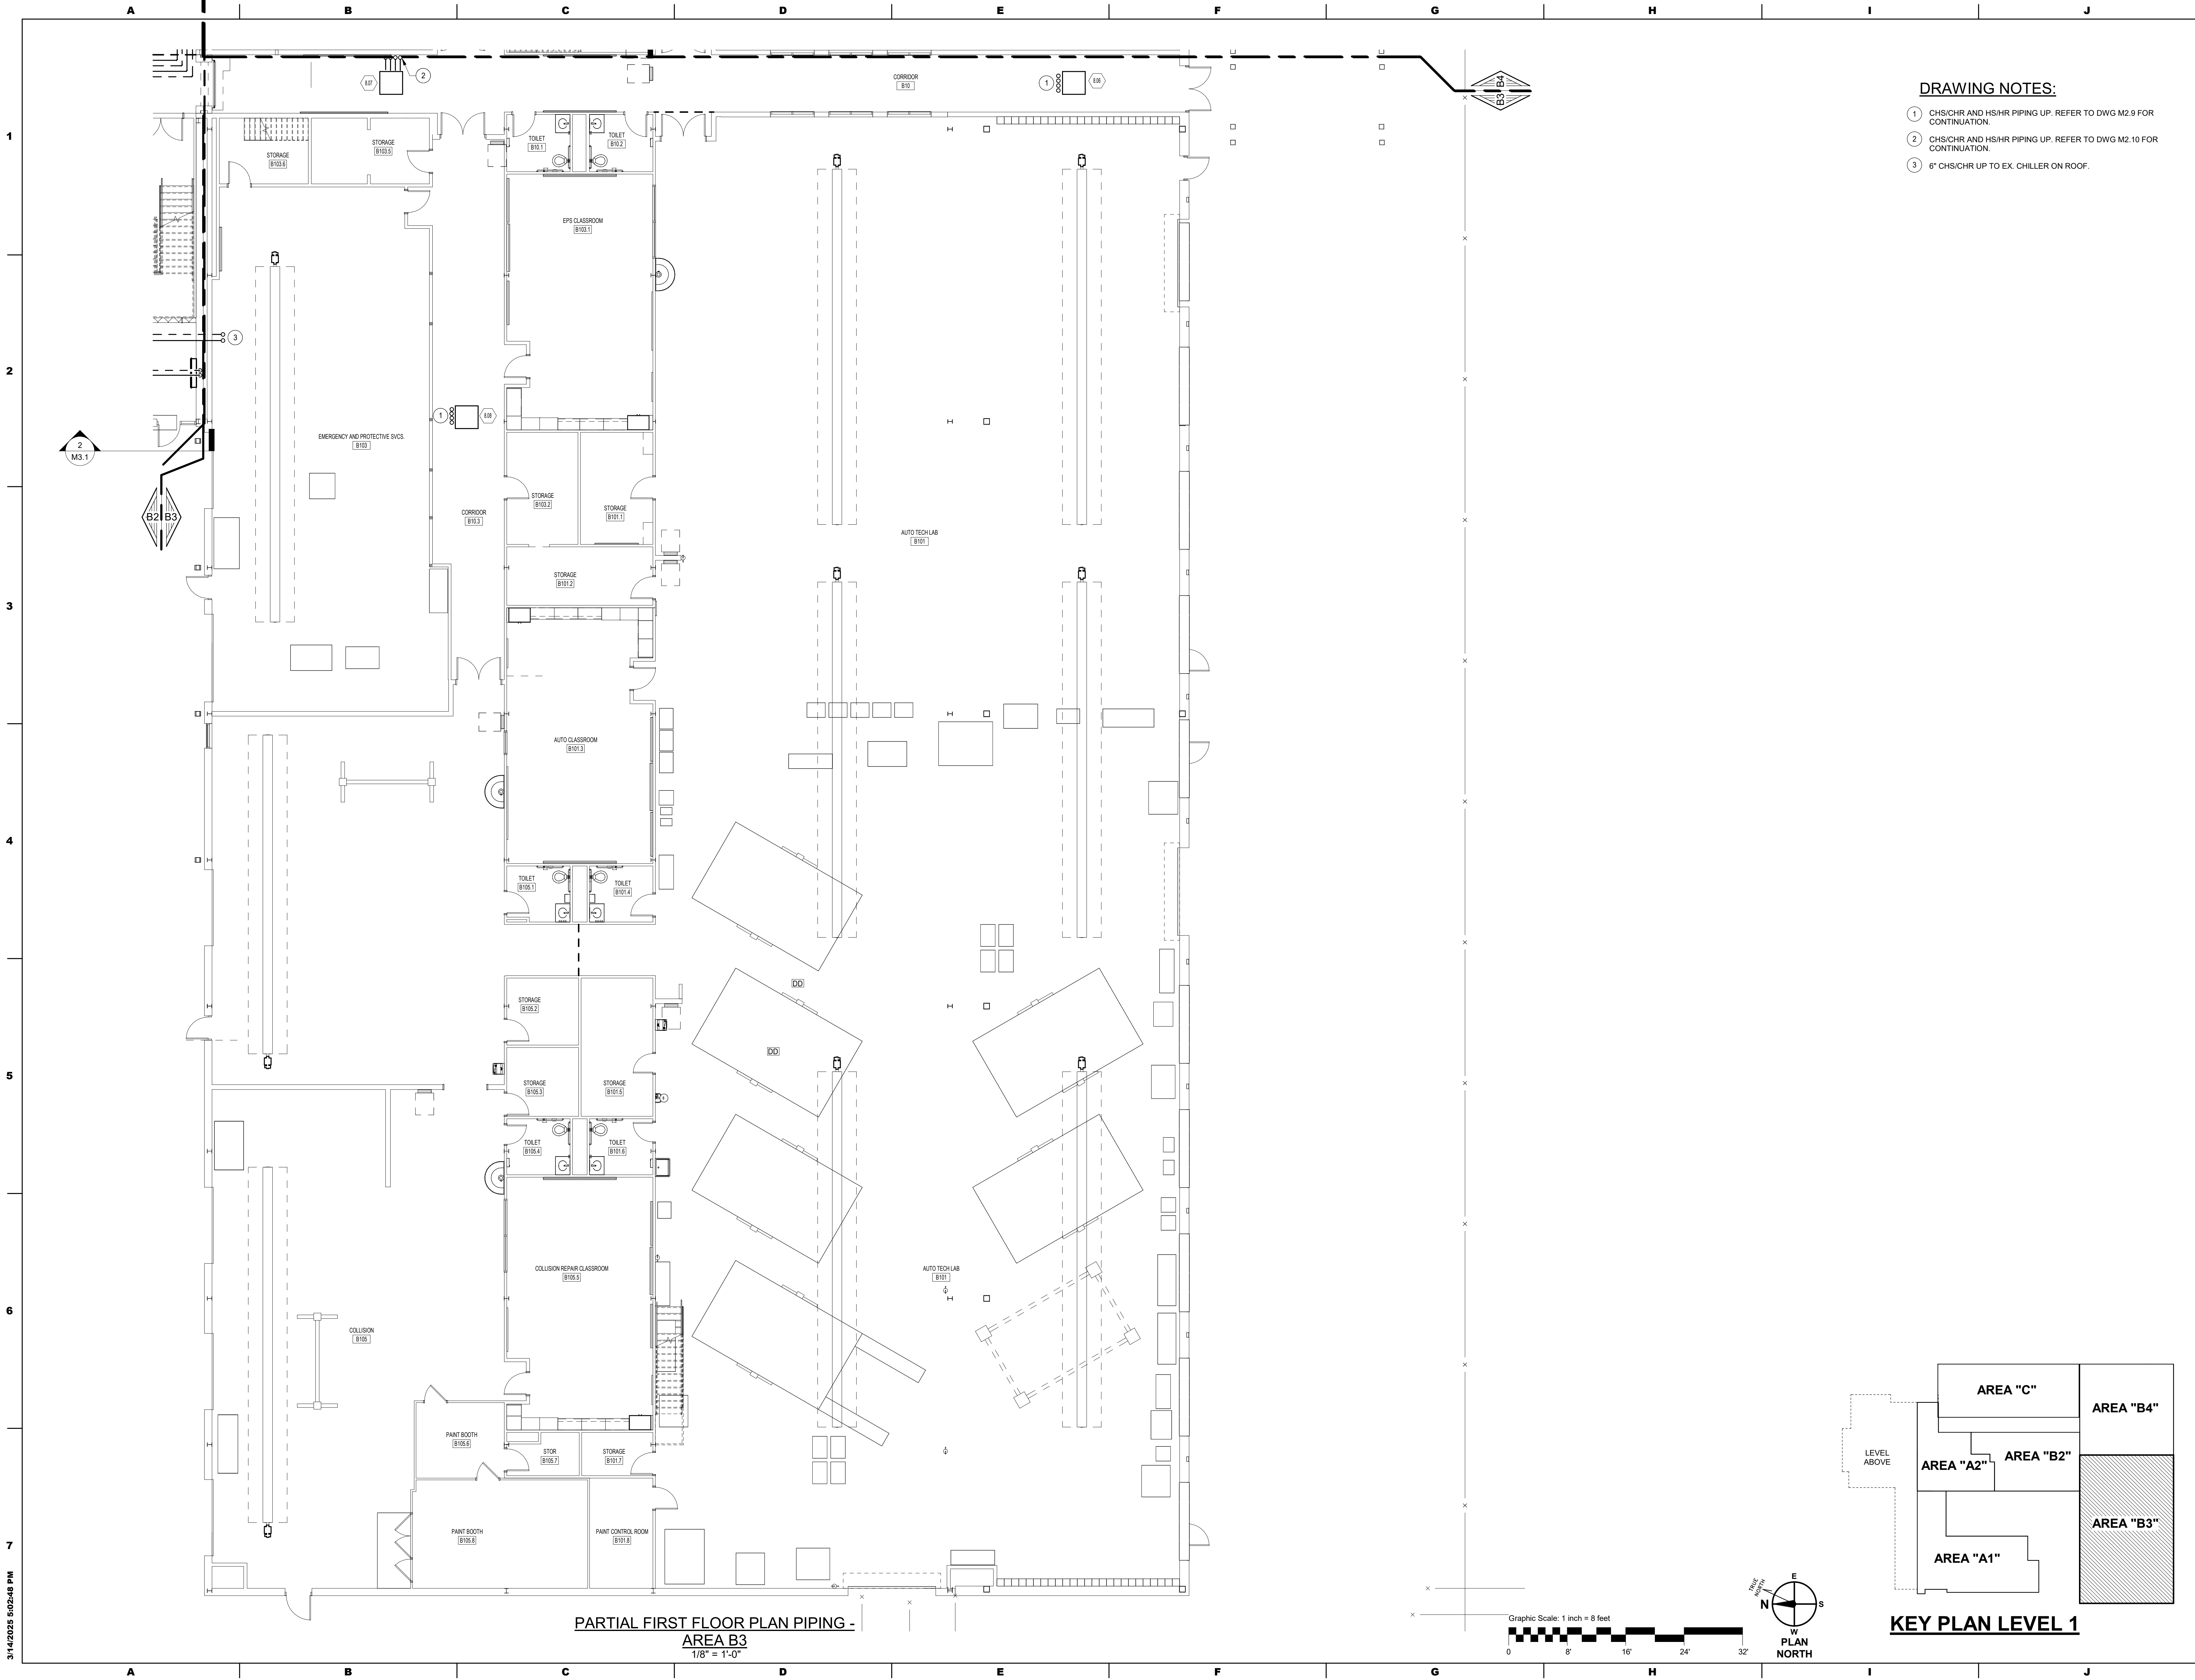 A B C D E F G H I J
1
2
3
4
5
6
7
8.07
2
CORRIDOR
B10
1
8.06
B3 B4
DRAWING NOTES:
1 CHS/CHR AND HS/HR PIPING UP. REFER TO DWG M2.9 FOR
CONTINUATION.
2 CHS/CHR AND HS/HR PIPING UP. REFER TO DWG M2.10 FOR
CONTINUATION.
3 6" CHS/CHR UP TO EX. CHILLER ON ROOF.
STORAGE
B103.6
STORAGE
B103.5
TOILET
B10.1
TOILET
B10.2
EPS CLASSROOM
B103.1
3
1
8.08
EMERGENCY AND PROTECTIVE SVCS.
B103
2
M3.1
B2 B3
CORRIDOR
B10.3
STORAGE
B103.2
STORAGE
B101.1
AUTO TECH LAB
B101
STORAGE
B101.2
AUTO CLASSROOM
B101.3
TOILET
B105.1
TOILET
B101.4
DD
STORAGE
B105.2
DD
STORAGE
B105.3
STORAGE
B101.5
TOILET
B105.4
TOILET
B101.6
COLLISION REPAIR CLASSROOM
B105.5
AUTO TECH LAB
B101
COLLISION
B105
PAINT BOOTH
B105.6
STOR
B105.7
STORAGE
B101.7
PAINT BOOTH
B105.8
PAINT CONTROL ROOM
B101.8
AREA "C"
AREA "B4"
LEVEL
ABOVE
AREA "A2"
AREA "B2"
AREA "B3"
AREA "A1"
KEY PLAN LEVEL 1
TRUE
NORTH
E
N
S
W
PLAN
NORTH
Graphic Scale: 1 inch = 8 feet
0 8' 16' 24' 32'
PARTIAL FIRST FLOOR PLAN PIPING -
AREA B3
1/8" = 1'-0"
3/14/2025 5:02:48 PM
A B C D E F G H I J